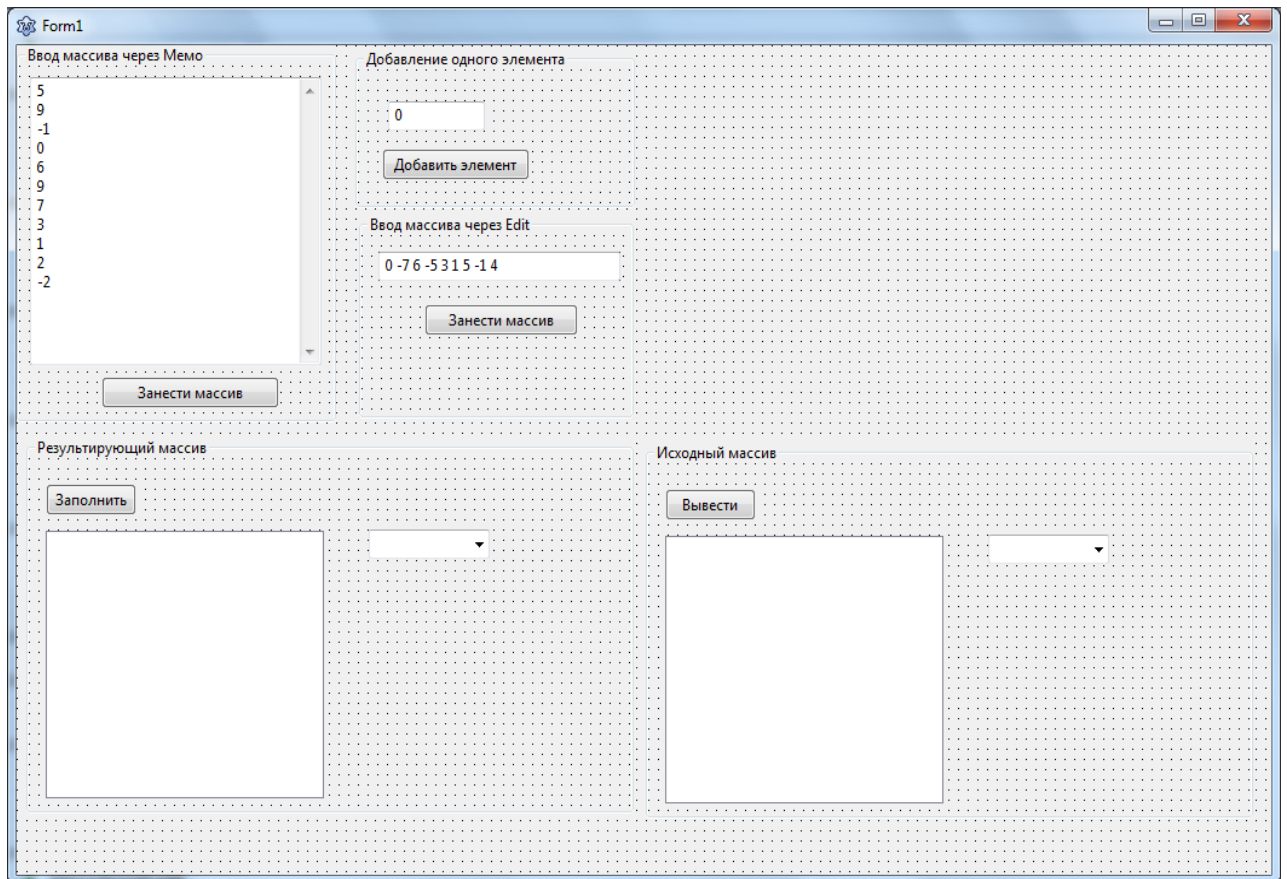 Form1
Ввод массива через Мемо
5
9
-1
0
6
9
7
3
1
2
-2
Занести массив
Добавление одного элемента
0
Добавить элемент
Ввод массива через Edit
0 -7 6 -5 3 1 5 -1 4
Занести массив
Результирующий массив
Заполнить
Исходный массив
Вывести